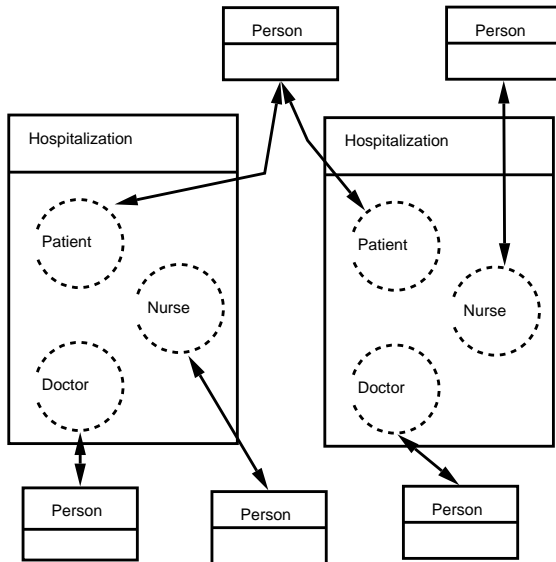 Person
Person
Hospitalization
Hospitalization
Patient
Patient
Nurse
Nurse
Doctor
Doctor
Person
Person
Person